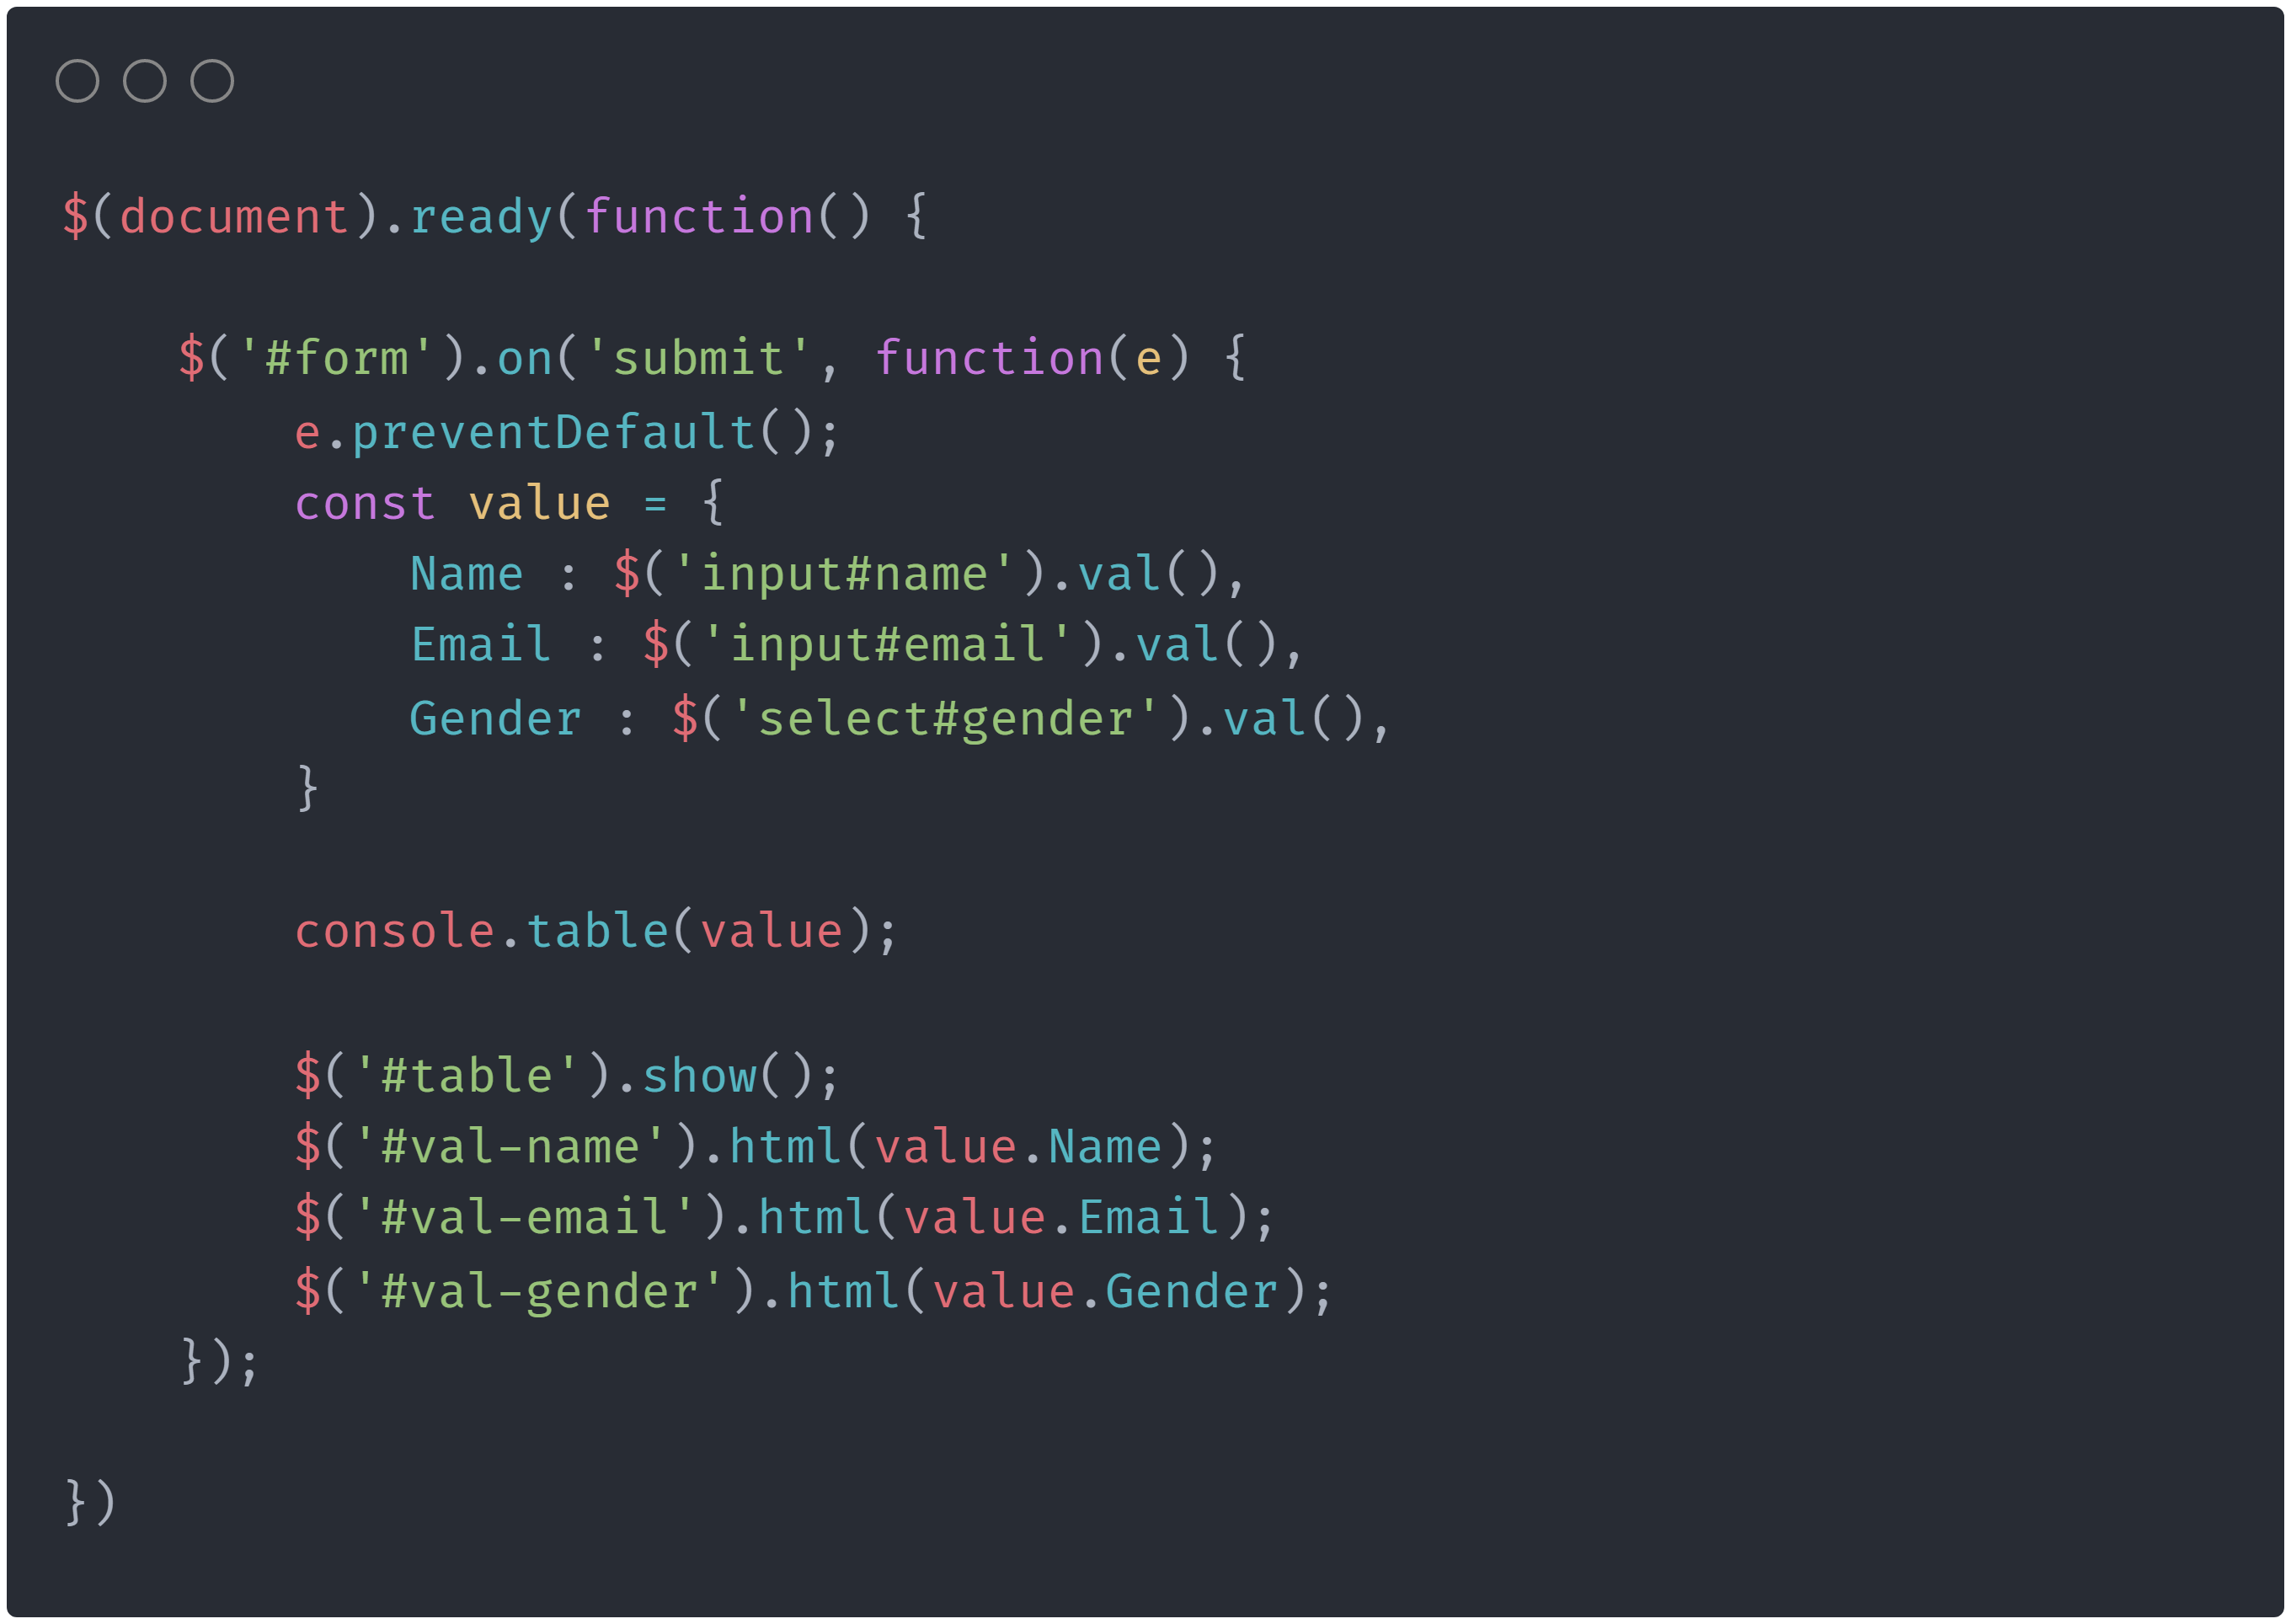 $(document).ready(function() {
    $('#form').on('submit', function(e) {
        e.preventDefault();
        const value = {
            Name : $('input#name').val(),
            Email : $('input#email').val(),
            Gender : $('select#gender').val(),
        }
        console.table(value);
        $('#table').show();
        $('#val-name').html(value.Name);
        $('#val-email').html(value.Email);
        $('#val-gender').html(value.Gender);
    });
})